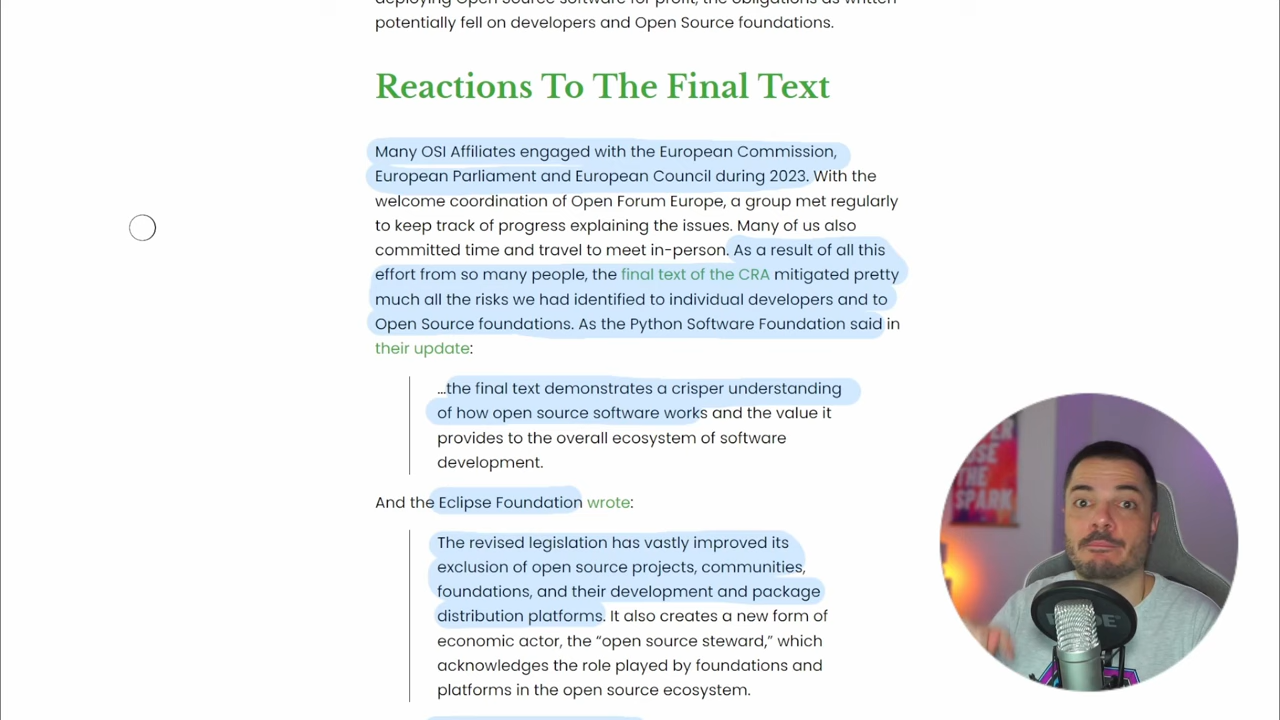 deploying Open Source software for profit, the obligations as written
potentially fell on developers and Open Source foundations.
Reactions To The Final Text
Many OSI Affiliates engaged with the European Commission,
European Parliament and European Council during 2023. With the
welcome coordination of Open Forum Europe, a group met regularly
to keep track of progress explaining the issues. Many of us also
committed time and travel to meet in-person. As a result of all this
effort from so many people, the final text of the CRA mitigated pretty
much all the risks we had identified to individual developers and to
Open Source foundations. As the Python Software Foundation said in
their update:
…the final text demonstrates a crisper understanding
of how open source software works and the value it
provides to the overall ecosystem of software
development.
And the Eclipse Foundation wrote:
The revised legislation has vastly improved its
exclusion of open source projects, communities,
foundations, and their development and package
distribution platforms. It also creates a new form of
economic actor, the “open source steward,” which
acknowledges the role played by foundations and
platforms in the open source ecosystem.
THE
SPARK